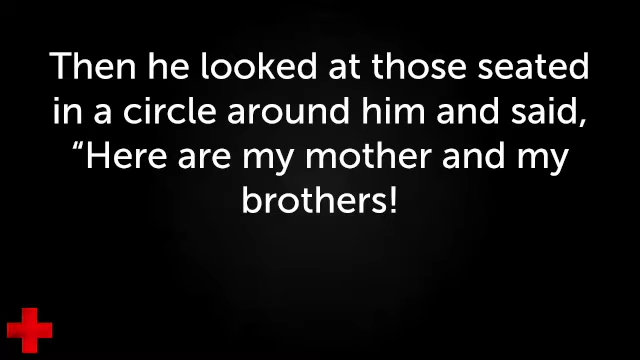 Then he looked at those seated
in a circle around him and said,
“Here are my mother and my
brothers!